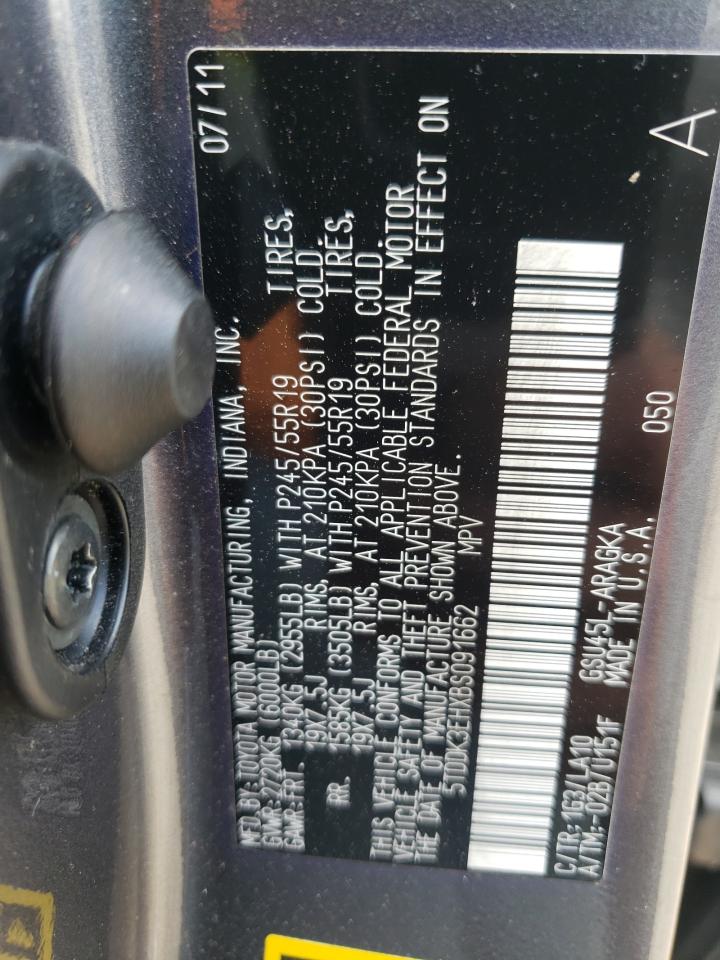 07/11
MFD BY: TOYOTA MOTOR MANUFACTURING, INDIANA, INC.
GVWR: 2720KG (6000LB)
GAWR: FRT. 1340KG (2955LB) WITH P245/55R19 TIRES,
19X7.5J RIMS, AT 210KPA (30PSI) COLD.
RR. 1585KG (3505LB) WITH P245/55R19 TIRES,
19X7.5J RIMS, AT 210KPA (30PSI) COLD.
THIS VEHICLE CONFORMS TO ALL APPLICABLE FEDERAL MOTOR
VEHICLE SAFETY AND THEFT PREVENTION STANDARDS IN EFFECT ON
THE DATE OF MANUFACTURE SHOWN ABOVE.
5TDDK3EHXBS091662 MPV
C/TR: 1G3/LA10 GSU45L-ARAGKA 050
A/TM:-02B/U151F MADE IN U.S.A.
A